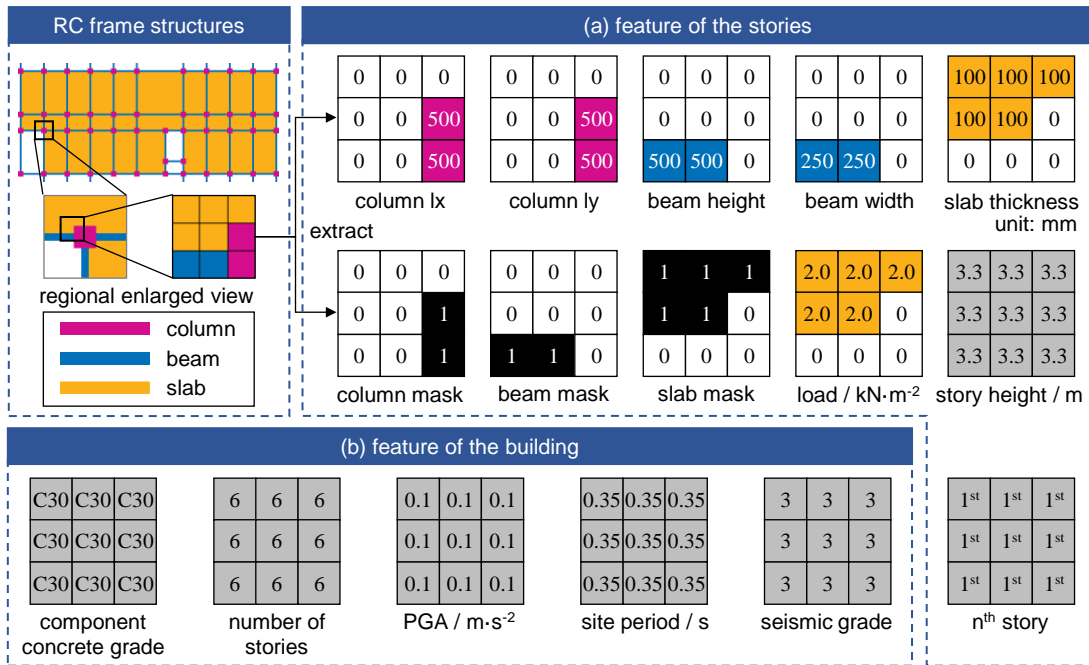 RC frame structures
(a) feature of the stories
0 0 0
0 0 500
0 0 500
column lx
0 0 0
0 0 500
0 0 500
column ly
0 0 0
0 0 0
500 500 0
beam height
0 0 0
0 0 0
250 250 0
beam width
100 100 100
100 100 0
0 0 0
slab thickness
unit: mm
extract
regional enlarged view
column
beam
slab
0 0 0
0 0 1
0 0 1
column mask
0 0 0
0 0 0
1 1 0
beam mask
1 1 1
1 1 0
0 0 0
slab mask
2.0 2.0 2.0
2.0 2.0 0
0 0 0
load / kN·m⁻²
3.3 3.3 3.3
3.3 3.3 3.3
3.3 3.3 3.3
story height / m
(b) feature of the building
C30 C30 C30
C30 C30 C30
C30 C30 C30
component
concrete grade
6 6 6
6 6 6
6 6 6
number of
stories
0.1 0.1 0.1
0.1 0.1 0.1
0.1 0.1 0.1
PGA / m·s⁻²
0.35 0.35 0.35
0.35 0.35 0.35
0.35 0.35 0.35
site period / s
3 3 3
3 3 3
3 3 3
seismic grade
1st 1st 1st
1st 1st 1st
1st 1st 1st
nth story